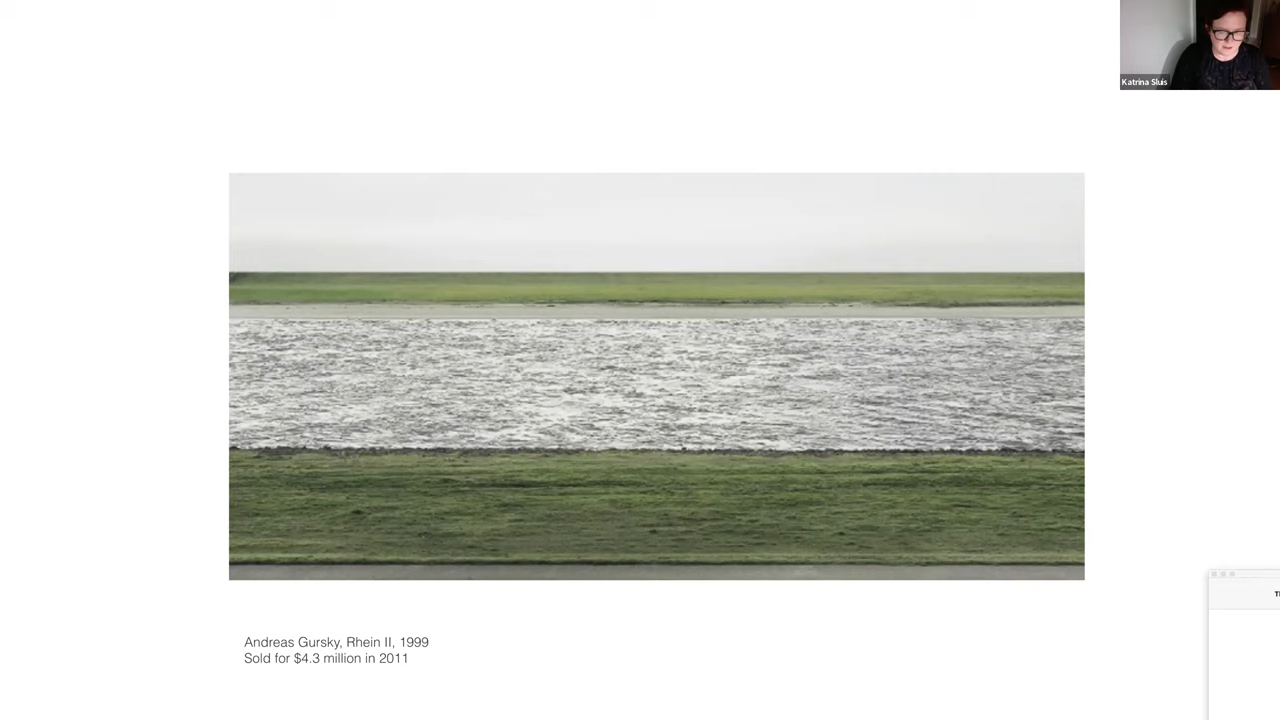 Katrina Sluis
Andreas Gursky, Rhein II, 1999
Sold for $4.3 million in 2011